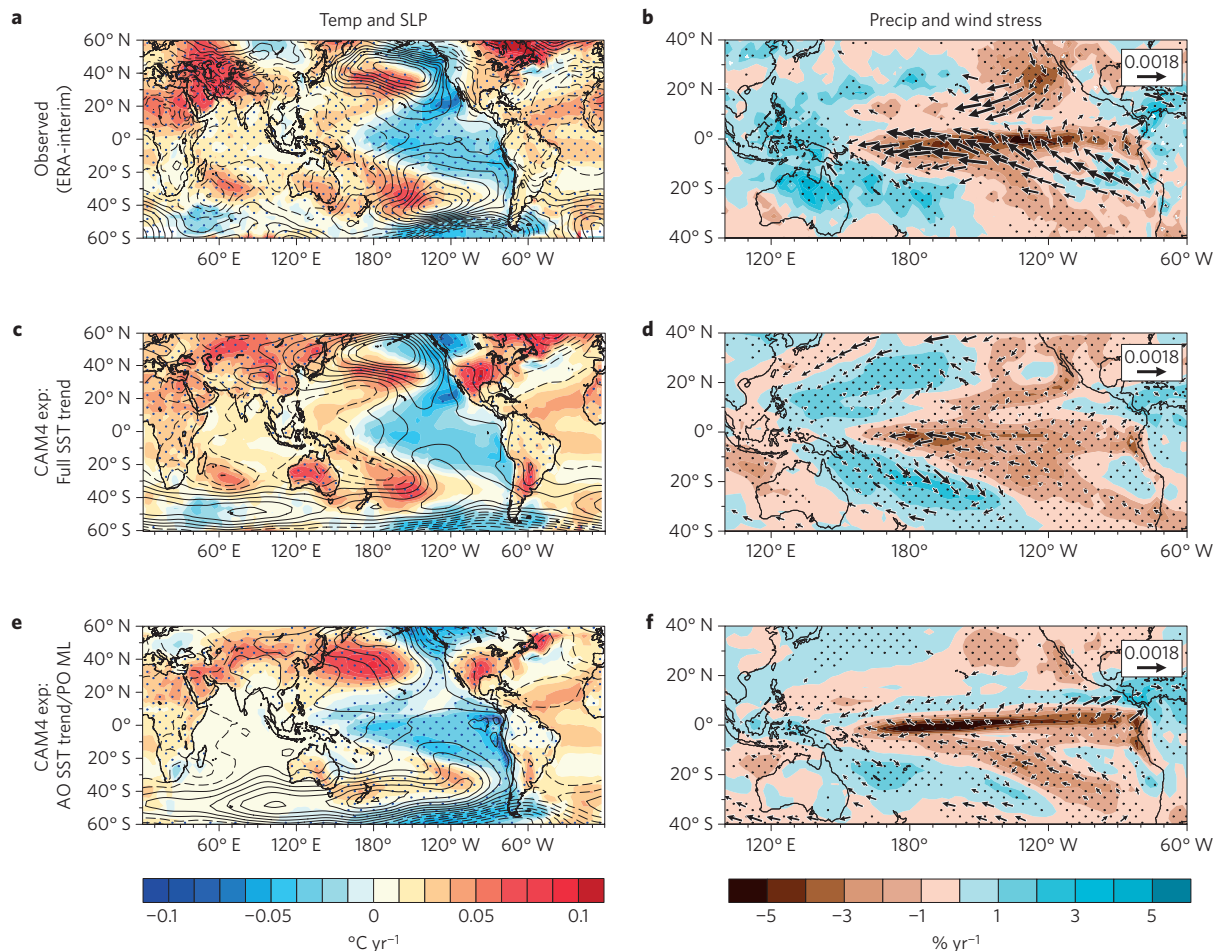 a
Temp and SLP
b
Precip and wind stress
Observed
(ERA-interim)
60° N
40° N
20° N
0°
20° S
40° S
60° S
60° E
120° E
180°
120° W
60° W
40° N
20° N
0°
20° S
40° S
120° E
180°
120° W
60° W
0.0018
c
d
CAM4 exp:
Full SST trend
60° N
40° N
20° N
0°
20° S
40° S
60° S
60° E
120° E
180°
120° W
60° W
40° N
20° N
0°
20° S
40° S
120° E
180°
120° W
60° W
0.0018
e
f
CAM4 exp:
AO SST trend/PO ML
60° N
40° N
20° N
0°
20° S
40° S
60° S
60° E
120° E
180°
120° W
60° W
40° N
20° N
0°
20° S
40° S
120° E
180°
120° W
60° W
0.0018
−0.1 −0.05 0 0.05 0.1
°C yr⁻¹
−5 −3 −1 1 3 5
% yr⁻¹